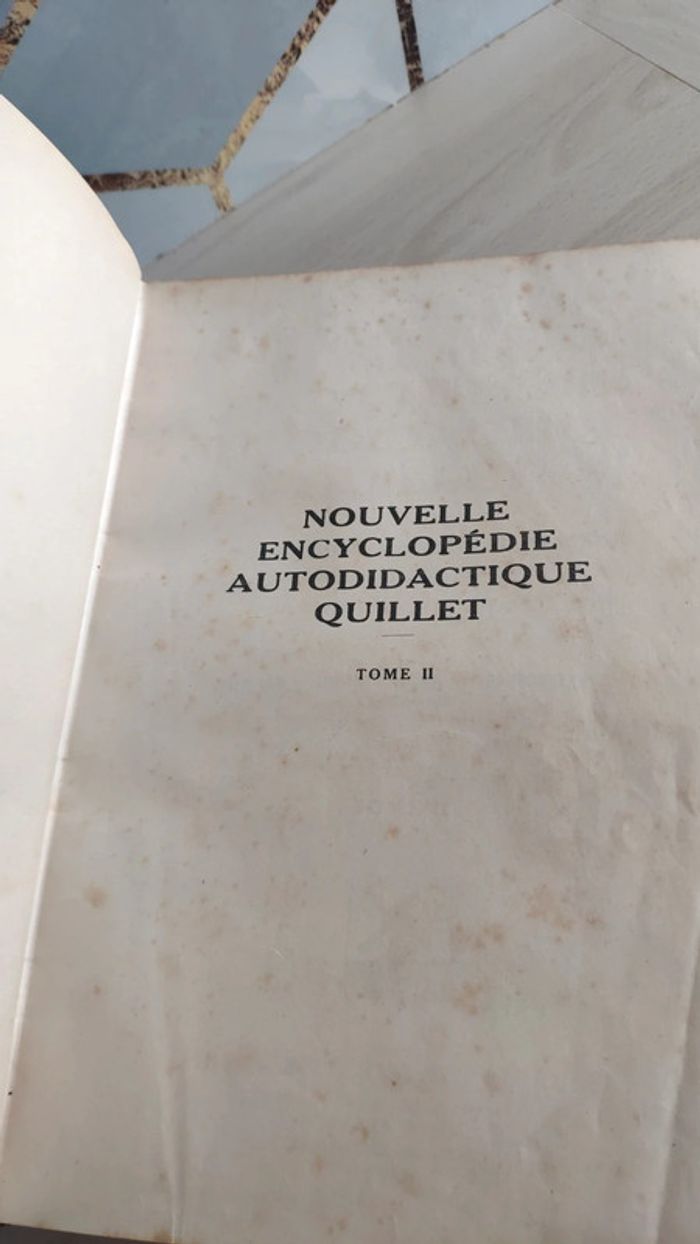 NOUVELLE
ENCYCLOPÉDIE
AUTODIDACTIQUE
QUILLET
TOME II